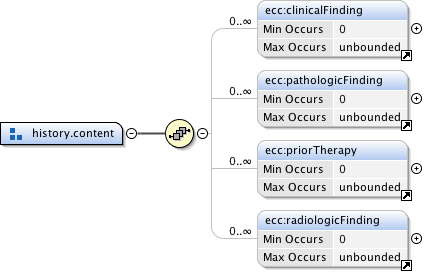 0..∞
ecc:clinicalFinding
Min Occurs 0
Max Occurs unbounded
0..∞
ecc:pathologicFinding
Min Occurs 0
Max Occurs unbounded
history.content
0..∞
ecc:priorTherapy
Min Occurs 0
Max Occurs unbounded
0..∞
ecc:radiologicFinding
Min Occurs 0
Max Occurs unbounded